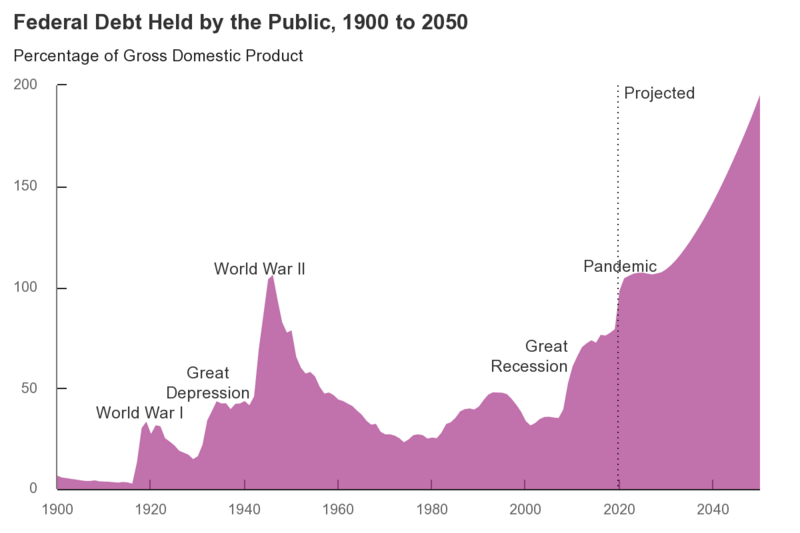 Federal Debt Held by the Public, 1900 to 2050
Percentage of Gross Domestic Product
200
Projected
150
World War II
Pandemic
100
Great
Recession
Great
Depression
50
World War I
0
1900 1920 1940 1960 1980 2000 2020 2040